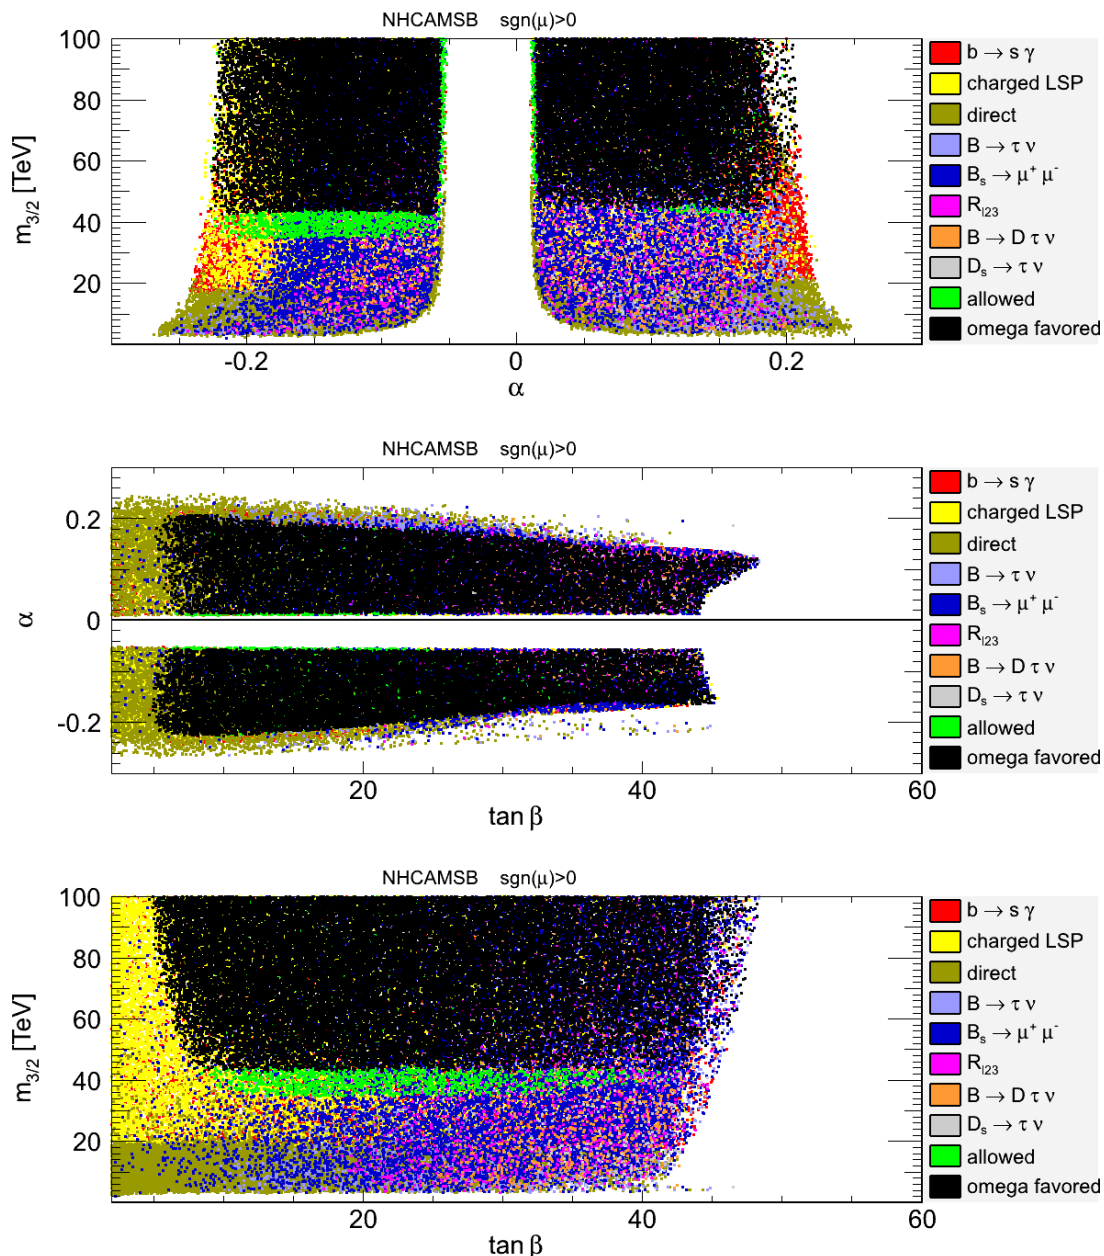 NHCAMSB sgn(μ)>0
100
80
60
40
20
m3/2 [TeV]
-0.2 0 0.2
α
b → s γ
charged LSP
direct
B → τ ν
Bs → μ+ μ-
Rl23
B → D τ ν
Ds → τ ν
allowed
omega favored
NHCAMSB sgn(μ)>0
0.2
0
-0.2
α
20 40 60
tan β
b → s γ
charged LSP
direct
B → τ ν
Bs → μ+ μ-
Rl23
B → D τ ν
Ds → τ ν
allowed
omega favored
NHCAMSB sgn(μ)>0
100
80
60
40
20
m3/2 [TeV]
20 40 60
tan β
b → s γ
charged LSP
direct
B → τ ν
Bs → μ+ μ-
Rl23
B → D τ ν
Ds → τ ν
allowed
omega favored